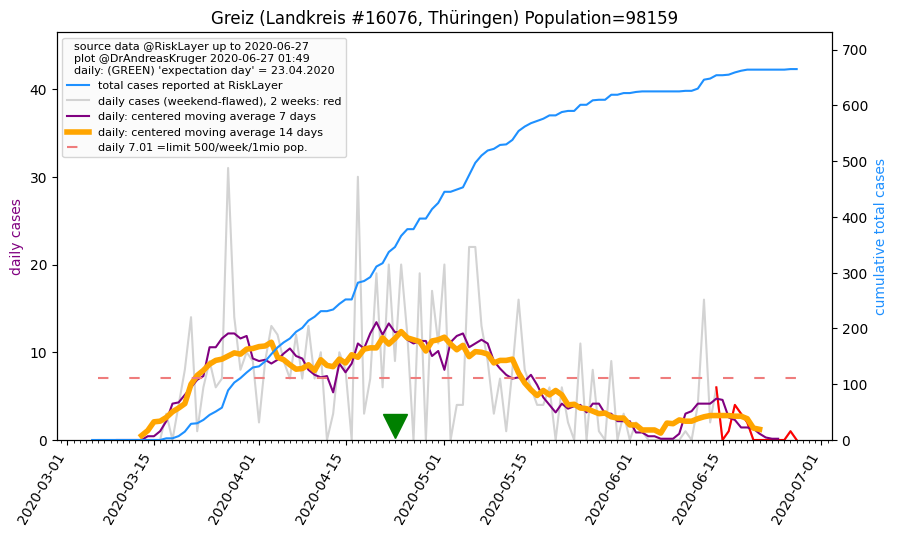 Greiz (Landkreis #16076, Thüringen) Population=98159
source data @RiskLayer up to 2020-06-27
plot @DrAndreasKruger 2020-06-27 01:49
daily: (GREEN) 'expectation day' = 23.04.2020
total cases reported at RiskLayer
daily cases (weekend-flawed), 2 weeks: red
daily: centered moving average 7 days
daily: centered moving average 14 days
daily 7.01 =limit 500/week/1mio pop.
daily cases
40
30
20
10
0
cumulative total cases
700
600
500
400
300
200
100
0
2020-03-01
2020-03-15
2020-04-01
2020-04-15
2020-05-01
2020-05-15
2020-06-01
2020-06-15
2020-07-01